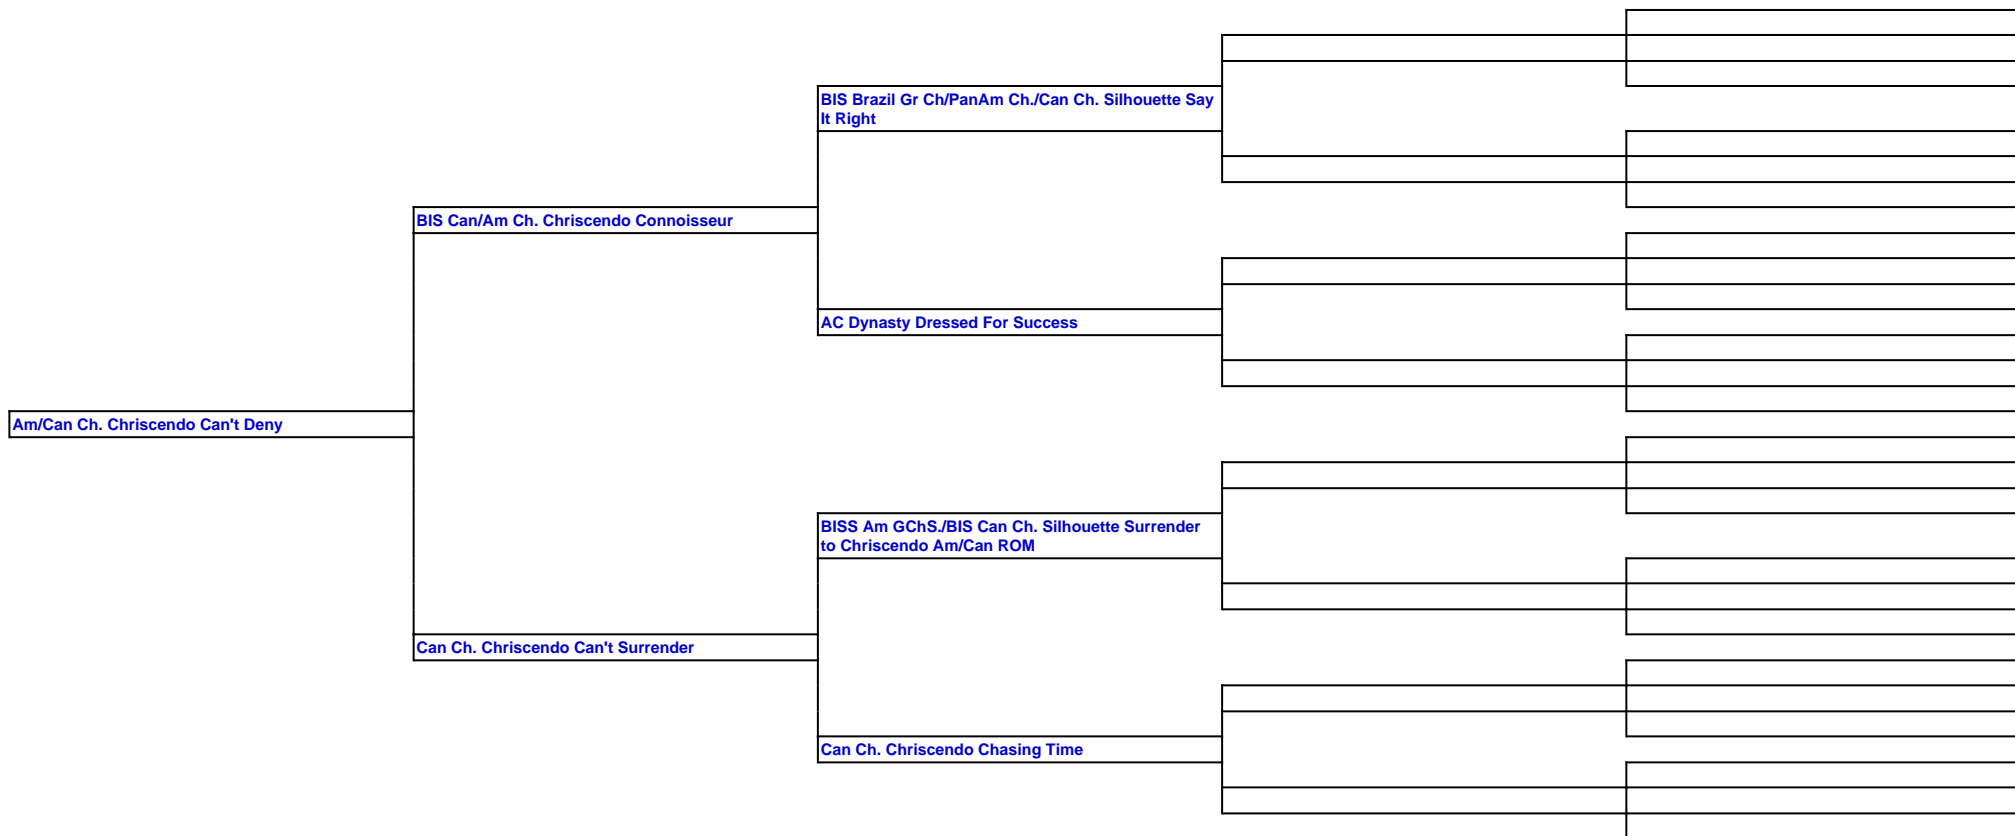 BIS Brazil Gr Ch/PanAm Ch./Can Ch. Silhouette Say
It Right
BIS Can/Am Ch. Chriscendo Connoisseur
AC Dynasty Dressed For Success
Am/Can Ch. Chriscendo Can't Deny
BISS Am GChS./BIS Can Ch. Silhouette Surrender
to Chriscendo Am/Can ROM
Can Ch. Chriscendo Can't Surrender
Can Ch. Chriscendo Chasing Time